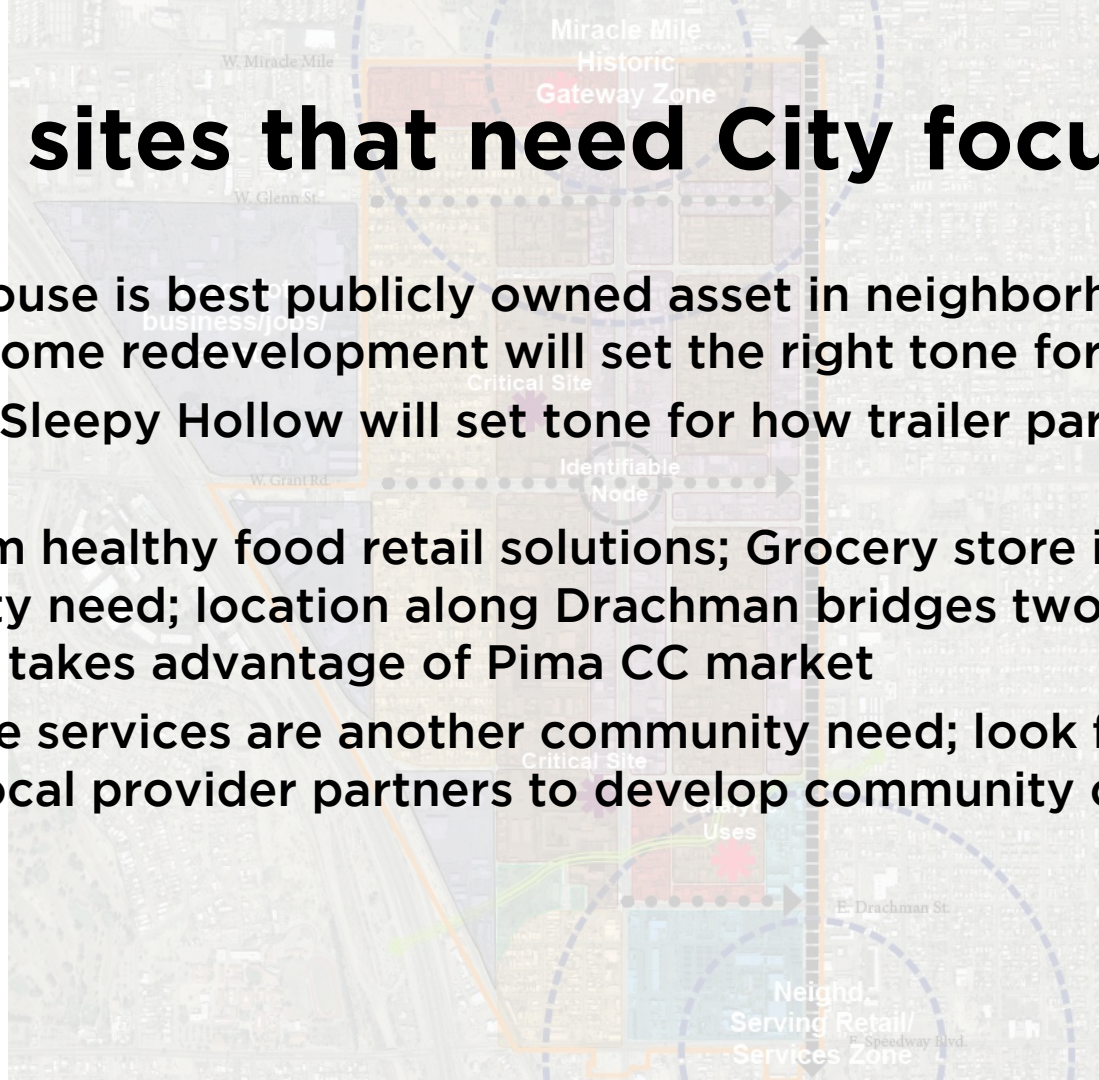 Miracle Mile
Historic
Gateway Zone
W. Miracle Mile
sites that need City focu
W. Glenn St.
ouse is best publicly owned asset in neighborh
business/jobs/
ome redevelopment will set the right tone for
Critical Site
Sleepy Hollow will set tone for how trailer par
Identifiable
Node
W. Grant Rd.
m healthy food retail solutions; Grocery store i
ty need; location along Drachman bridges two
takes advantage of Pima CC market
e services are another community need; look f
Critical Site
ocal provider partners to develop community c
Uses
E. Drachman St.
Neighd.
Serving Retail/
Services Zone
E. Speedway Blvd.